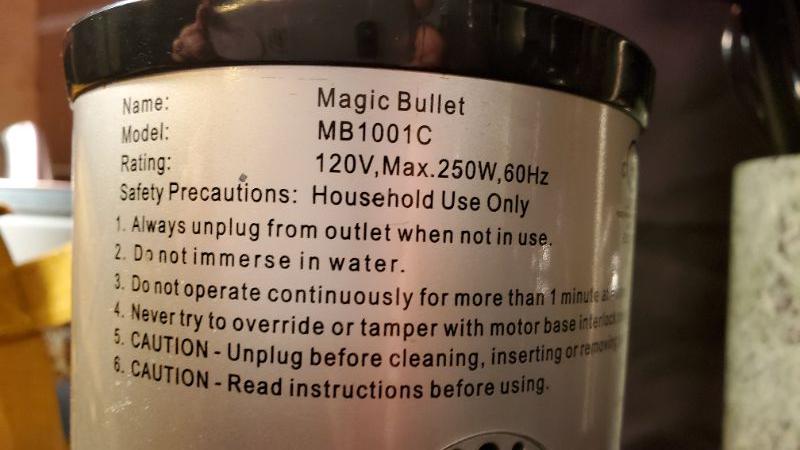 Name: Magic Bullet
Model: MB1001C
Rating: 120V,Max.250W,60Hz
Safety Precautions: Household Use Only
1. Always unplug from outlet when not in use.
2. Do not immerse in water.
3. Do not operate continuously for more than 1 minute
4. Never try to override or tamper with motor base interlock
5. CAUTION - Unplug before cleaning, inserting or removing
6. CAUTION - Read instructions before using.